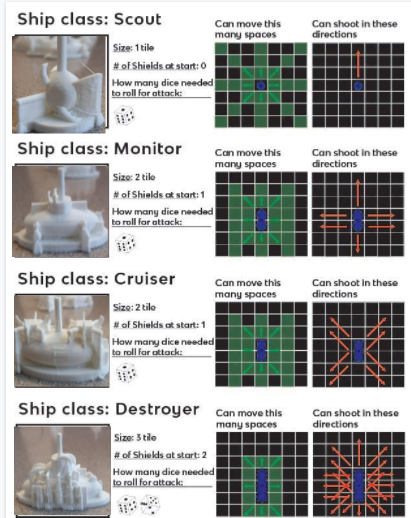 Ship class: Scout
Size: 1 tile
# of Shields at start: 0
How many dice needed
to roll for attack:
Can move this
many spaces
Can shoot in these
directions
Ship class: Monitor
Size: 2 tile
# of Shields at start: 1
How many dice needed
to roll for attack:
Can move this
many spaces
Can shoot in these
directions
Ship class: Cruiser
Size: 2 tile
# of Shields at start: 1
How many dice needed
to roll for attack:
Can move this
many spaces
Can shoot in these
directions
Ship class: Destroyer
Size: 3 tile
# of Shields at start: 2
How many dice needed
to roll for attack:
Can move this
many spaces
Can shoot in these
directions